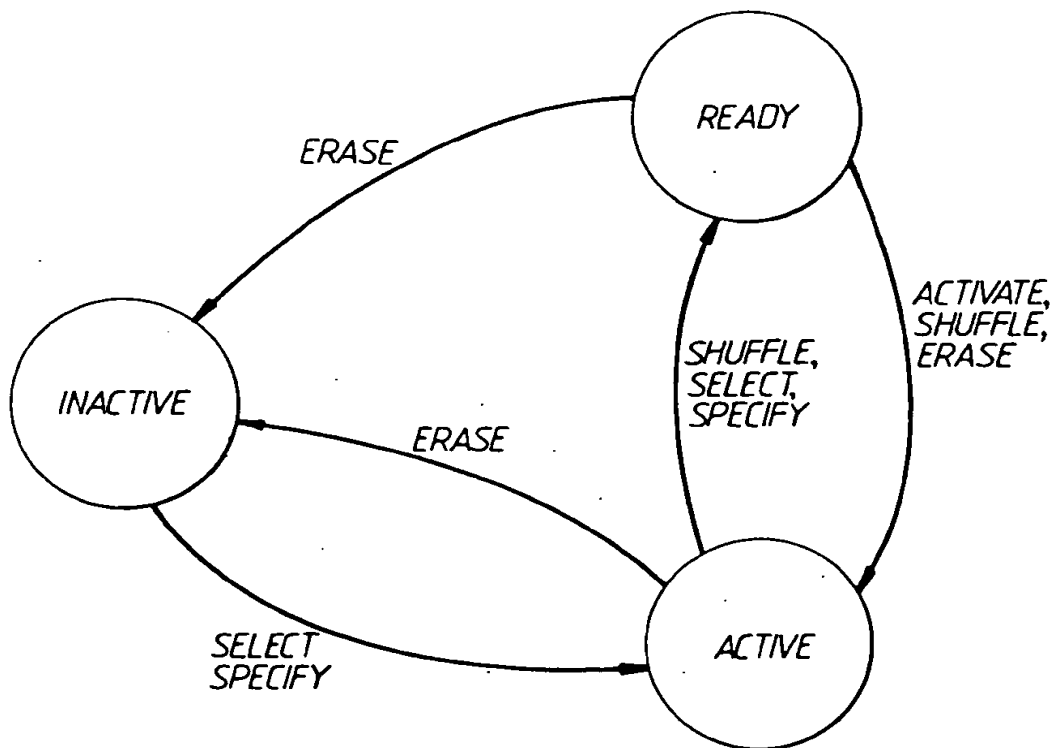 READY
ERASE
ACTIVATE,
SHUFFLE,
ERASE
SHUFFLE,
SELECT,
SPECIFY
INACTIVE
ERASE
SELECT
SPECIFY
ACTIVE